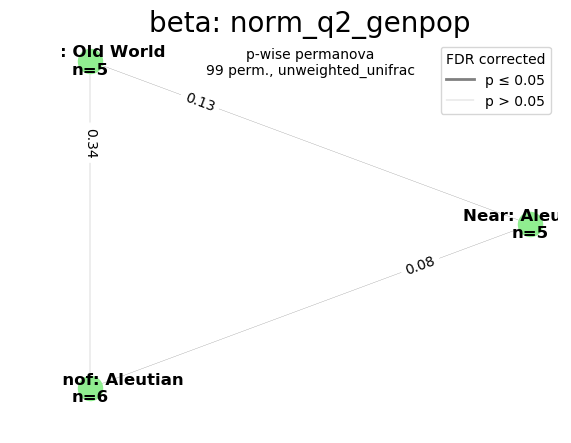 beta: norm_q2_genpop
p-wise permanova
99 perm., unweighted_unifrac
FDR corrected
p ≤ 0.05
p > 0.05
: Old World
n=5
0.13
0.34
Near: Aleu
n=5
0.08
nof: Aleutian
n=6